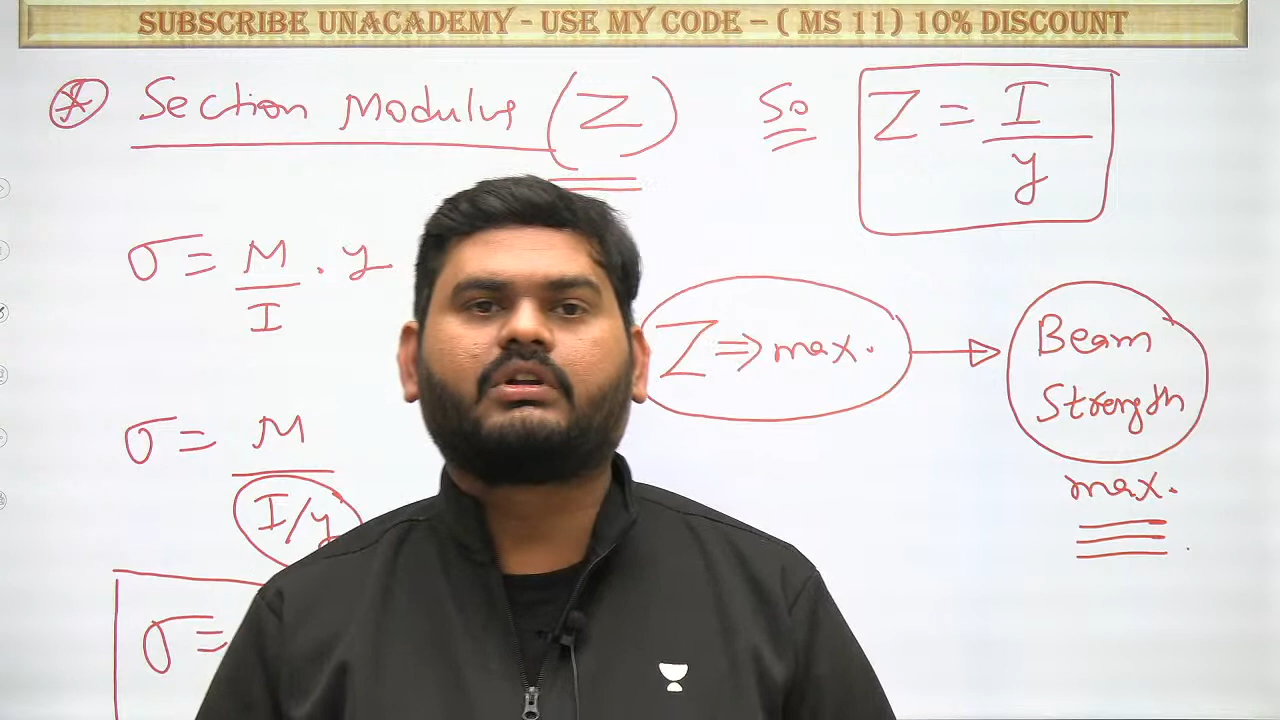 SUBSCRIBE UNACADEMY - USE MY CODE – ( MS 11) 10% DISCOUNT
Section Modulus (Z)
So Z = I / y
σ = M / I . y
Z ⇒ max. → Beam Strength
max.
σ = M / (I/y)
σ =